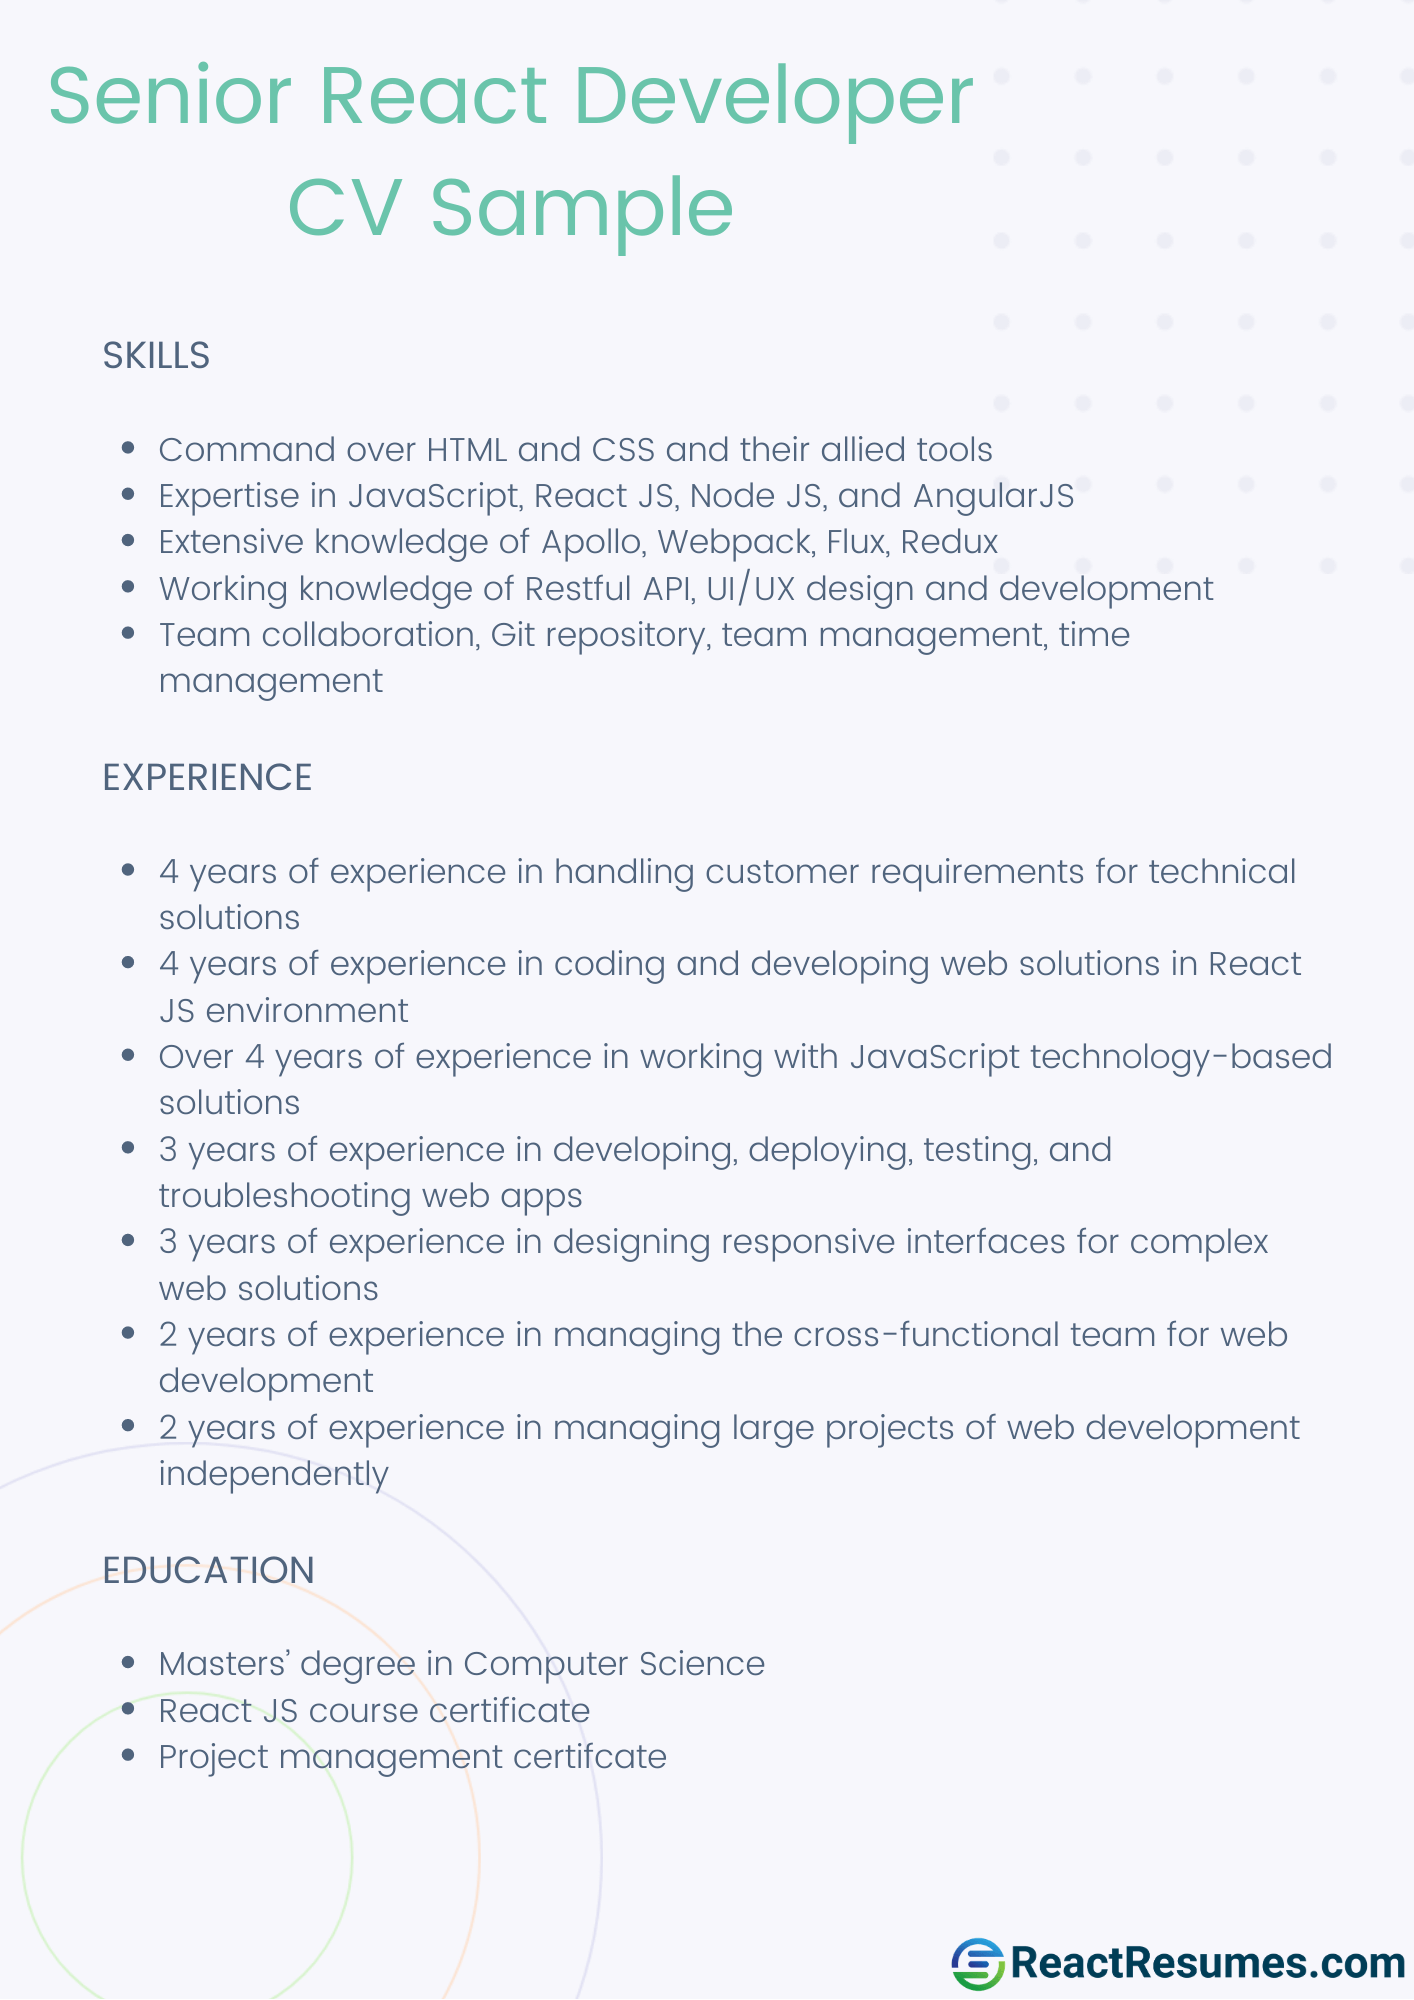 Senior React Developer
CV Sample
SKILLS
Command over HTML and CSS and their allied tools
Expertise in JavaScript, React JS, Node JS, and AngularJS
Extensive knowledge of Apollo, Webpack, Flux, Redux
Working knowledge of Restful API, UI/UX design and development
Team collaboration, Git repository, team management, time
management
EXPERIENCE
4 years of experience in handling customer requirements for technical
solutions
4 years of experience in coding and developing web solutions in React
JS environment
Over 4 years of experience in working with JavaScript technology-based
solutions
3 years of experience in developing, deploying, testing, and
troubleshooting web apps
3 years of experience in designing responsive interfaces for complex
web solutions
2 years of experience in managing the cross-functional team for web
development
2 years of experience in managing large projects of web development
independently
EDUCATION
Masters’ degree in Computer Science
React JS course certificate
Project management certifcate
ReactResumes.com